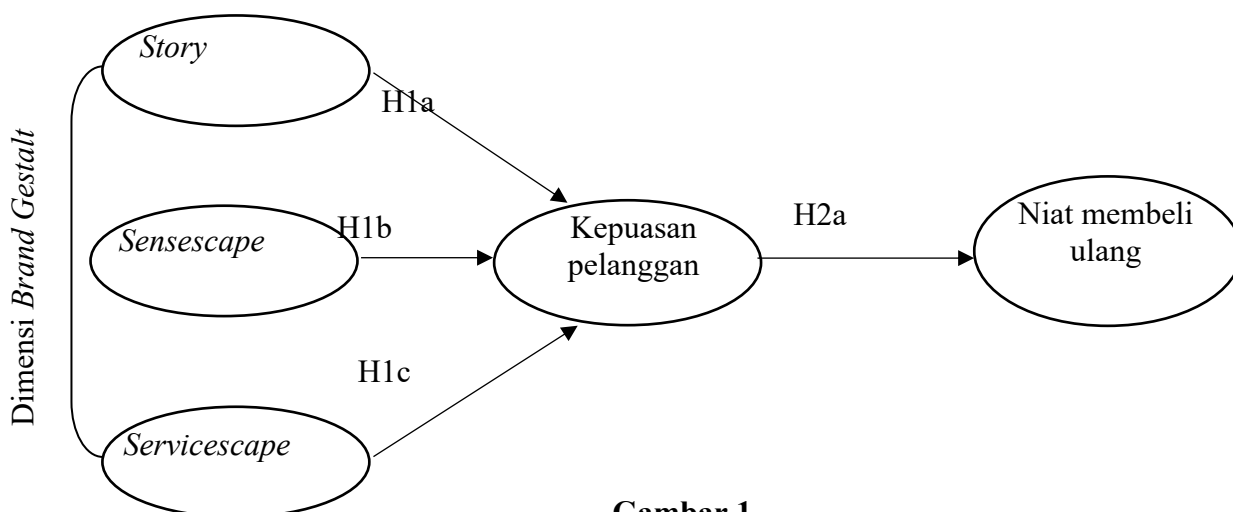 Dimensi Brand Gestalt
Story
H1a
Sensescape
H1b
Servicescape
H1c
Kepuasan
pelanggan
H2a
Niat membeli
ulang
Gambar 1